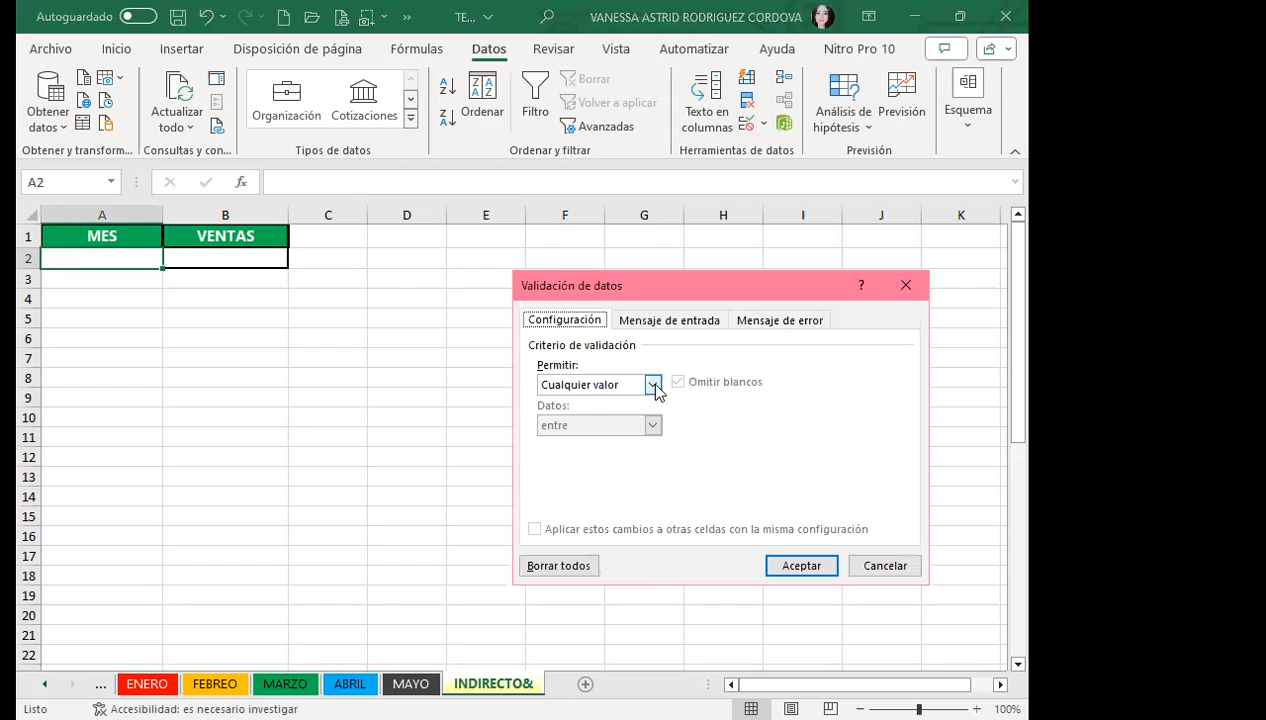 Autoguardado
TE...
VANESSA ASTRID RODRIGUEZ CORDOVA
Archivo Inicio Insertar Disposición de página Fórmulas Datos Revisar Vista Automatizar Ayuda Nitro Pro 10
Obtener datos
Actualizar todo
Organización
Cotizaciones
Ordenar
Filtro
Borrar
Volver a aplicar
Avanzadas
Texto en columnas
Análisis de hipótesis
Previsión
Esquema
Obtener y transform... Consultas y con... Tipos de datos Ordenar y filtrar Herramientas de datos Previsión
A2 fx
A B C D E F G H I J K
1 MES VENTAS
2
3
4
5
6
7
8
9
10
11
12
13
14
15
16
17
18
19
20
21
22
Validación de datos ?
Configuración Mensaje de entrada Mensaje de error
Criterio de validación
Permitir:
Cualquier valor Omitir blancos
Datos:
entre
Aplicar estos cambios a otras celdas con la misma configuración
Borrar todos Aceptar Cancelar
... ENERO FEBREO MARZO ABRIL MAYO INDIRECTO&
Listo Accesibilidad: es necesario investigar 100%